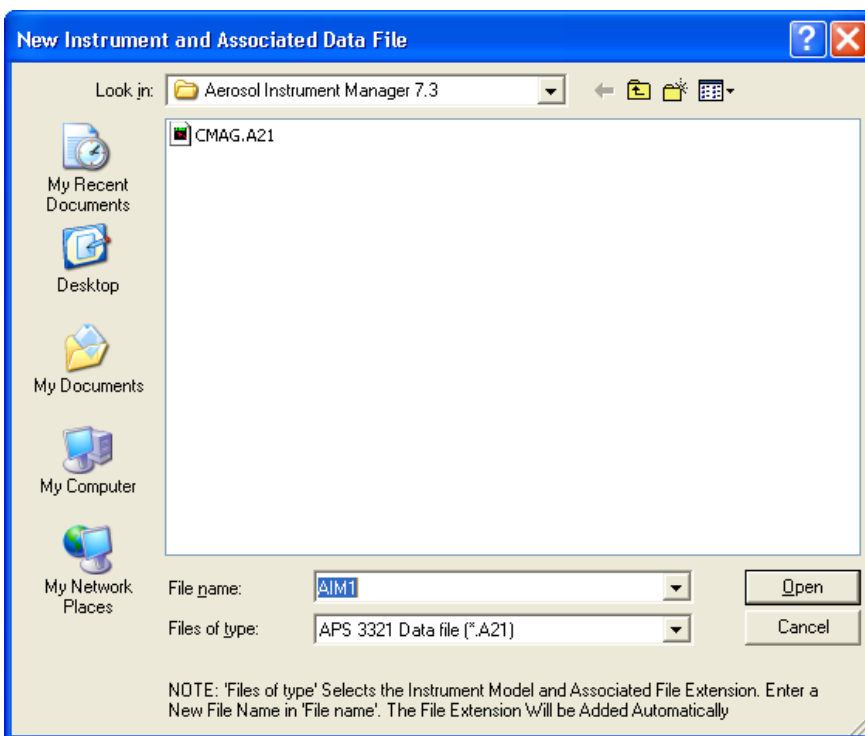 New Instrument and Associated Data File
Look in: Aerosol Instrument Manager 7.3
CMAG.A21
My Recent
Documents
Desktop
My Documents
My Computer
My Network
Places
File name: AIM1 Open
Files of type: APS 3321 Data file (*.A21) Cancel
NOTE: 'Files of type' Selects the Instrument Model and Associated File Extension. Enter a
New File Name in 'File name'. The File Extension Will be Added Automatically